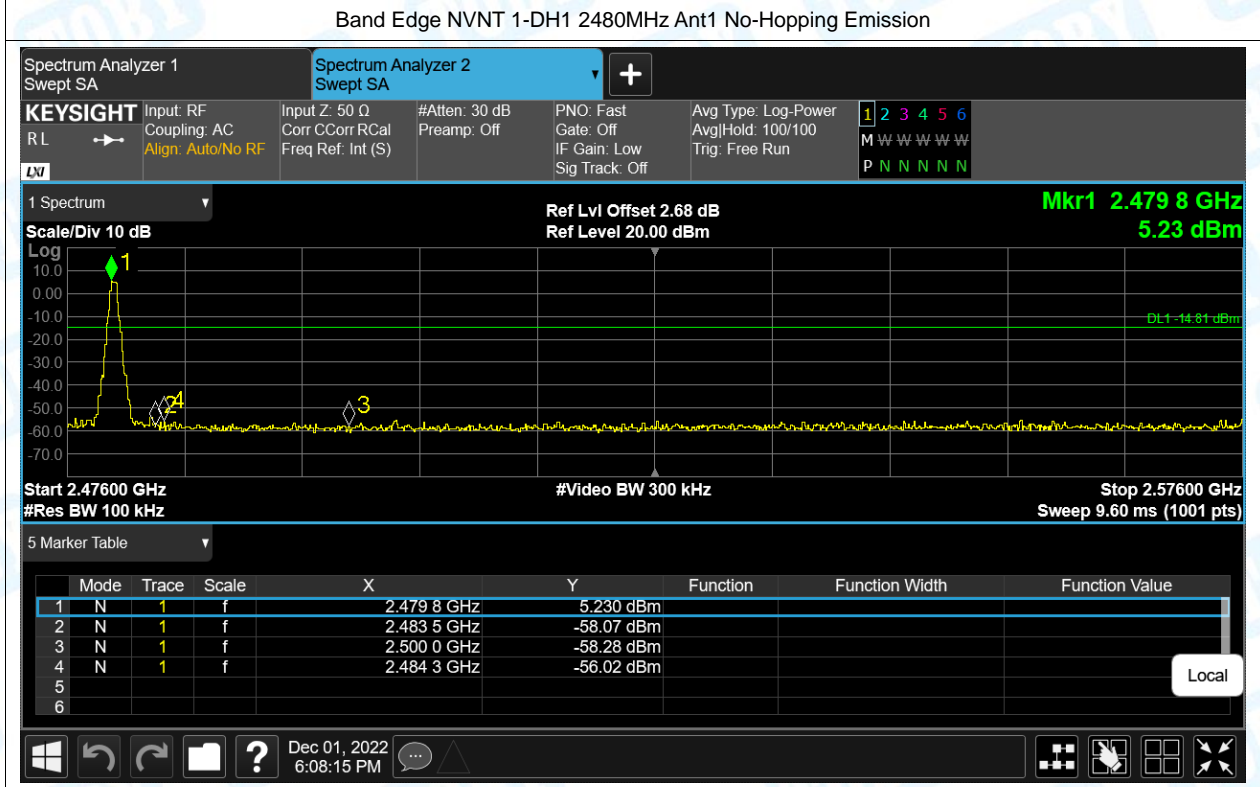 Band Edge NVNT 1-DH1 2480MHz Ant1 No-Hopping Emission
Spectrum Analyzer 1
Swept SA
Spectrum Analyzer 2
Swept SA
KEYSIGHT
R L
LXI
Input: RF
Coupling: AC
Align: Auto/No RF
Input Z: 50 Ω
Corr CCorr RCal
Freq Ref: Int (S)
#Atten: 30 dB
Preamp: Off
PNO: Fast
Gate: Off
IF Gain: Low
Sig Track: Off
Avg Type: Log-Power
Avg|Hold: 100/100
Trig: Free Run
1 2 3 4 5 6
M W W W W W
P N N N N N
1 Spectrum
Scale/Div 10 dB
Ref Lvl Offset 2.68 dB
Ref Level 20.00 dBm
Mkr1 2.479 8 GHz
5.23 dBm
Log
10.0
0.00
-10.0
-20.0
-30.0
-40.0
-50.0
-60.0
-70.0
1
2
4
3
DL1 -14.81 dBm
Start 2.47600 GHz
#Res BW 100 kHz
#Video BW 300 kHz
Stop 2.57600 GHz
Sweep 9.60 ms (1001 pts)
5 Marker Table
Mode Trace Scale X Y Function Function Width Function Value
1 N 1 f 2.479 8 GHz 5.230 dBm
2 N 1 f 2.483 5 GHz -58.07 dBm
3 N 1 f 2.500 0 GHz -58.28 dBm
4 N 1 f 2.484 3 GHz -56.02 dBm
5
6
Local
?
Dec 01, 2022
6:08:15 PM